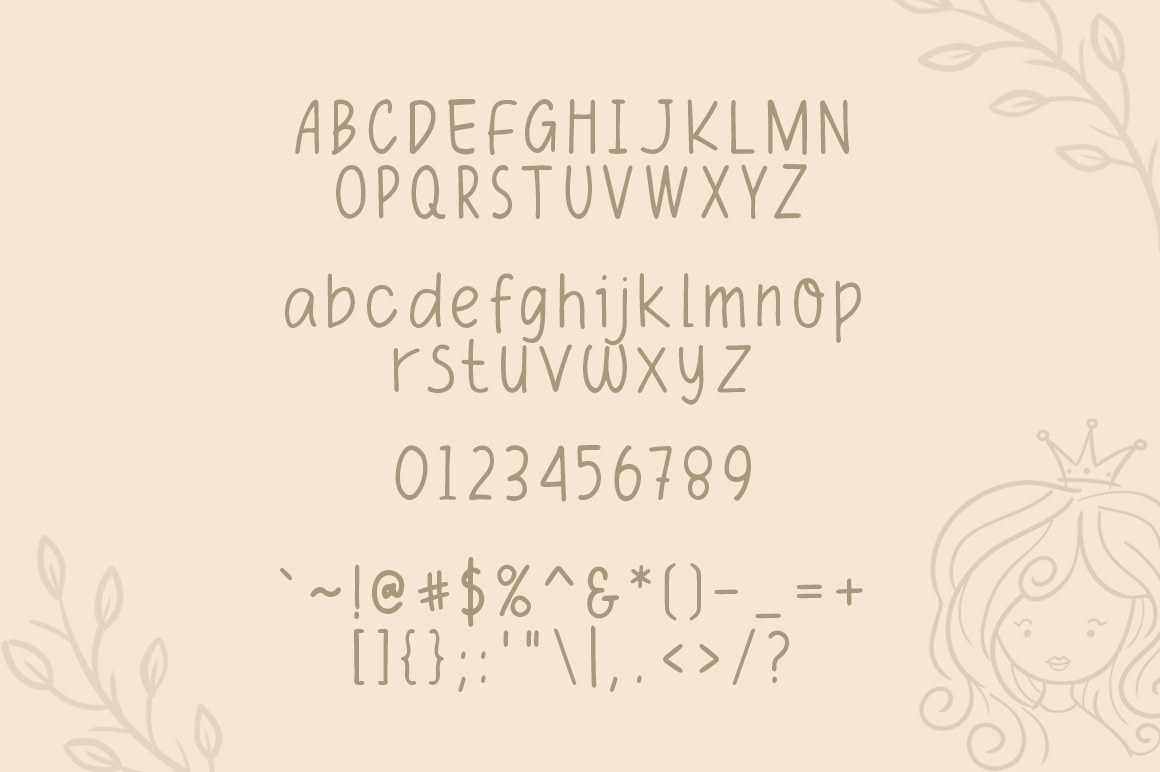 ABCDEFGHIJKLMN
OPQRSTUVWXYZ
abcdefghijklmnop
rstuvwxyz
0123456789
`~!@#$%^&*()-_=+
[]{};:'"\|,.<>/?